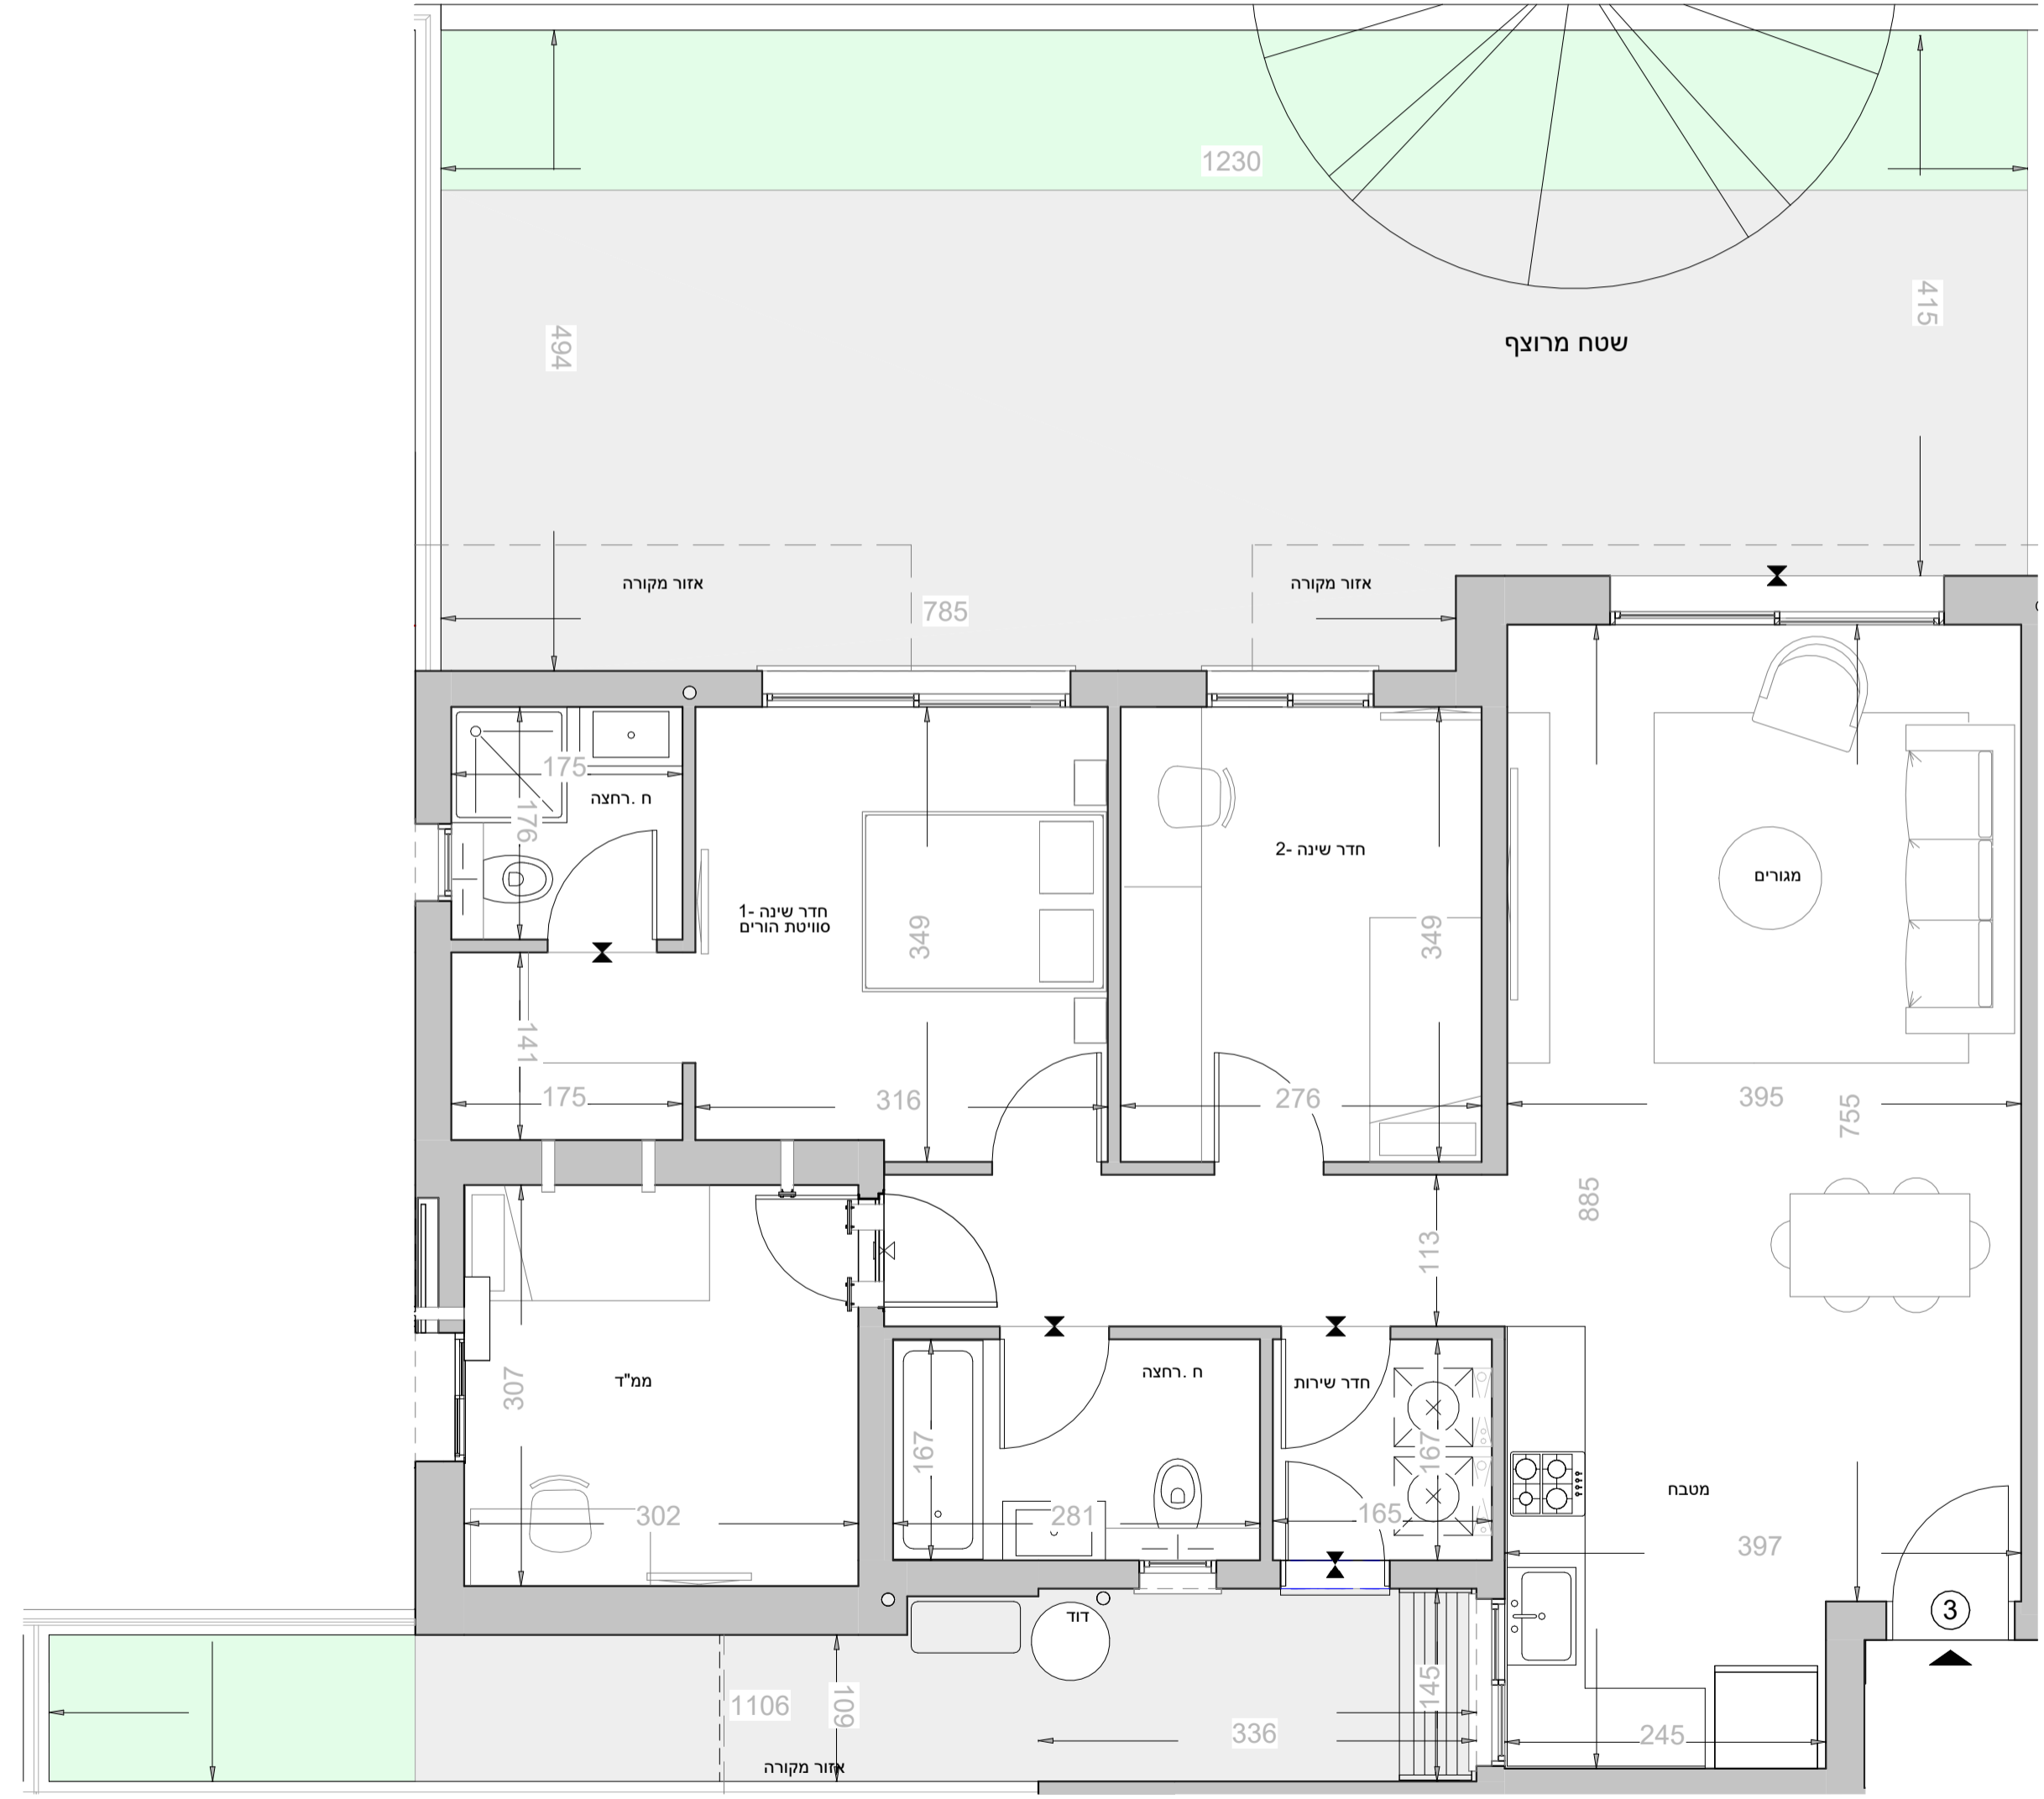 1230
494
415
שטח מרוצף
אזור מקורה
אזור מקורה
785
175
ח .רחצה
176
חדר שינה -2
מגורים
חדר שינה -1
סוויטת הורים
349
349
141
175
316
276
395
755
885
113
ממ"ד
307
ח .רחצה
חדר שירות
167
167
מטבח
302
281
165
397
3
דוד
1106
109
145
336
245
אזור מקורה